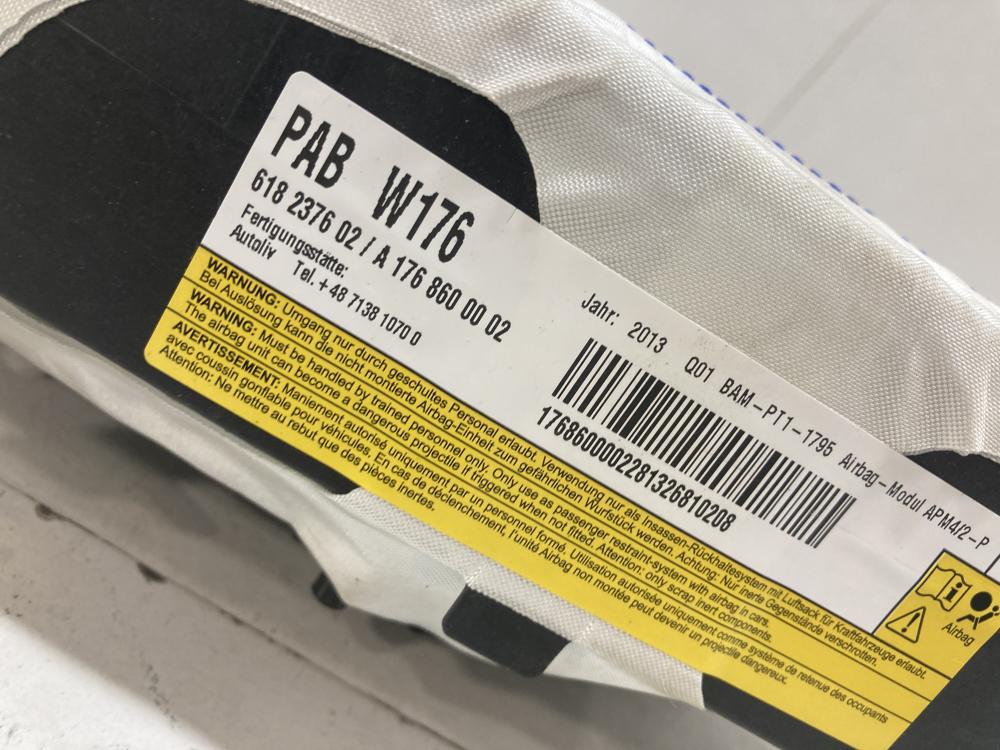 PAB W176
618 2376 02 / A 176 860 00 02
Fertigungsstätte:
Autoliv Tel. +48 7138 1070 0
Jahr: 2013 001 BAM-PT1-1795 Airbag-Modul APM4/2-P
1768600002281326810208
WARNUNG: Umgang nur durch geschultes Personal erlaubt. Verwendung nur als Insassen-Rückhaltesystem mit Luftsack für Kraftfahrzeuge erlaubt.
Bei Auslösung kann die nicht montierte Airbag-Einheit zum gefährlichen Wurfstück werden. Achtung: Nur inerte Gegenstände verschrotten.
WARNING: Must be handled by trained personnel only. Only use as passenger restraint-system with airbag in cars.
The airbag unit can become a dangerous projectile if triggered when not fitted. Attention: only scrap inert components.
AVERTISSEMENT: Maniement autorisé uniquement par un personnel formé. Utilisation autorisée uniquement comme système de retenue des occupants
avec coussin gonflable pour véhicules. En cas de déclenchement, l'unité Airbag non montée peut devenir un projectile dangereux.
Attention: Ne mettre au rebut que des pièces inertes.
Airbag